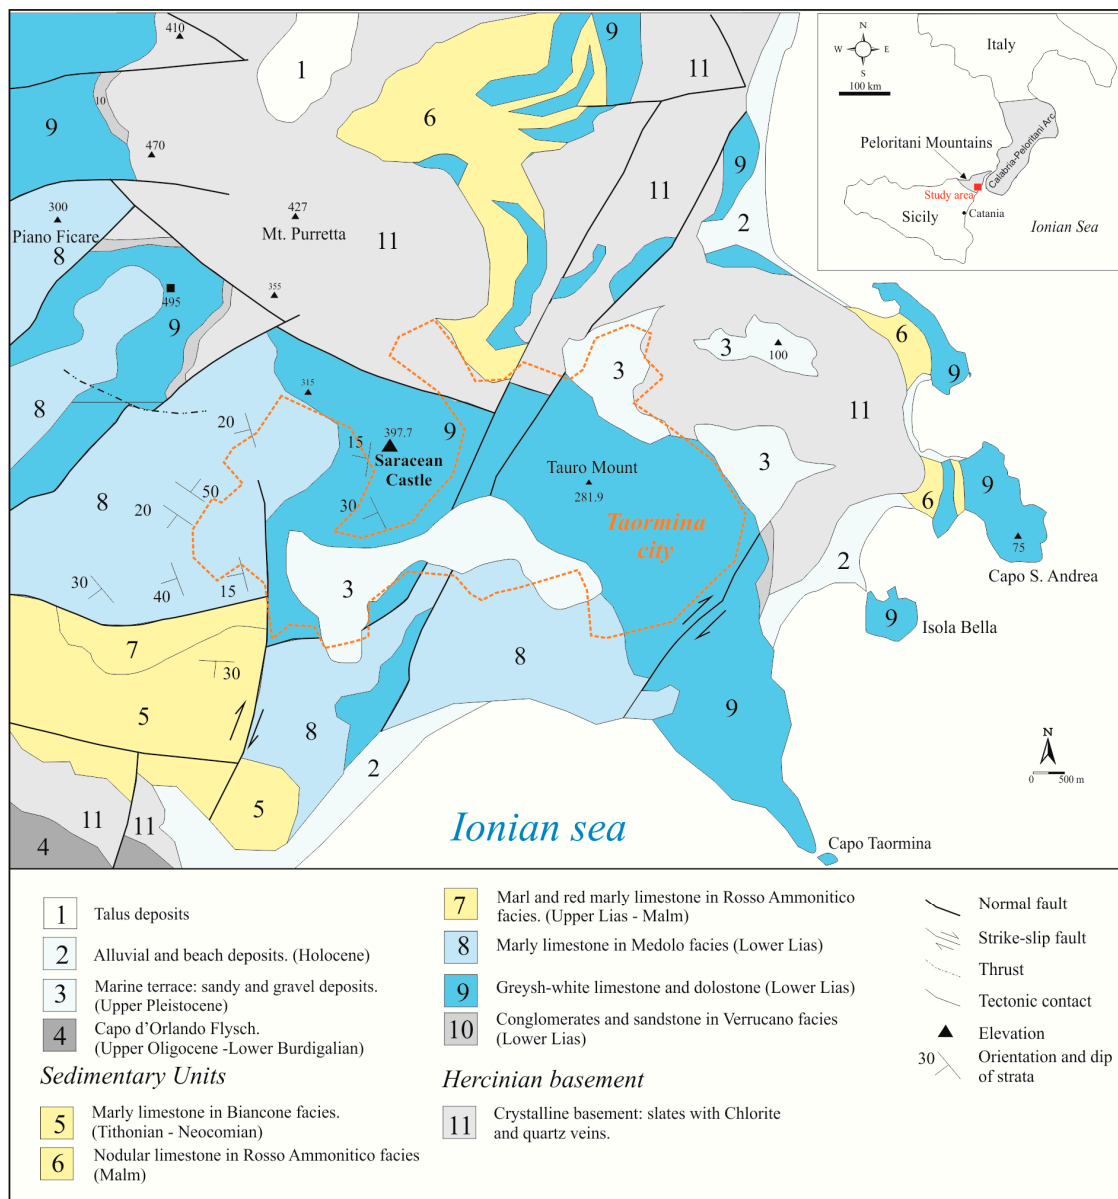 410
9
1
11
6
10
9
470
300
Piano Ficare
8
427
Mt. Purretta
11
355
495
9
11
9
2
N
W
E
S
100 km
Italy
Calabria-Peloritani Arc
Peloritani Mountains
Study area
Sicily
Catania
Ionian Sea
6
9
3
3
100
11
8
20
315
9
15
397.7
Saracean
Castle
Tauro Mount
281.9
3
6
9
75
Capo S. Andrea
8
50
20
30
Taormina
city
2
30
40
15
3
9
Isola Bella
7
8
30
5
8
9
2
N
0
500 m
5
11
11
4
Ionian sea
Capo Taormina
1
Talus deposits
2
Alluvial and beach deposits. (Holocene)
3
Marine terrace: sandy and gravel deposits.
(Upper Pleistocene)
4
Capo d'Orlando Flysch.
(Upper Oligocene -Lower Burdigalian)
Sedimentary Units
5
Marly limestone in Biancone facies.
(Tithonian - Neocomian)
6
Nodular limestone in Rosso Ammonitico facies
(Malm)
7
Marl and red marly limestone in Rosso Ammonitico
facies. (Upper Lias - Malm)
8
Marly limestone in Medolo facies (Lower Lias)
9
Greysh-white limestone and dolostone (Lower Lias)
10
Conglomerates and sandstone in Verrucano facies
(Lower Lias)
Hercinian basement
11
Crystalline basement: slates with Chlorite
and quartz veins.
Normal fault
Strike-slip fault
Thrust
Tectonic contact
Elevation
30
Orientation and dip
of strata